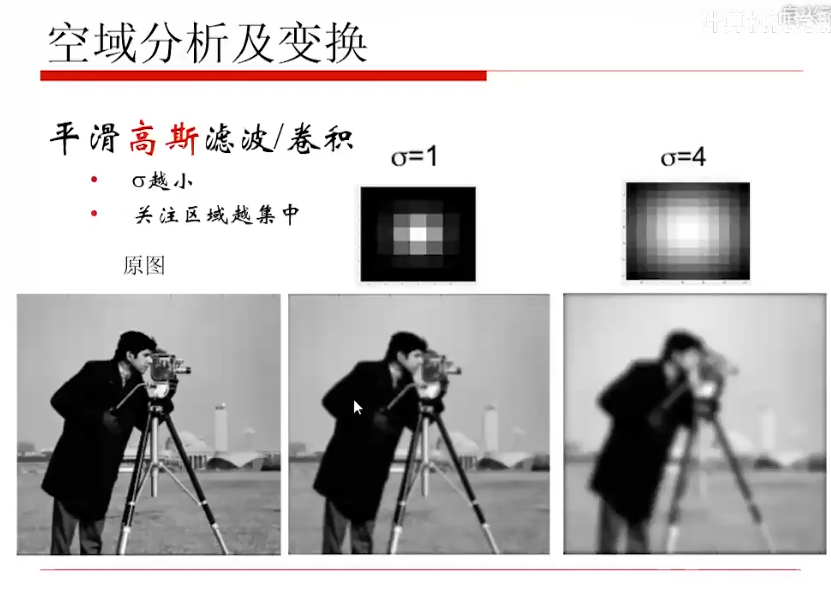 空域分析及变换
平滑高斯滤波/卷积
σ越小
关注区域越集中
原图
σ=1
σ=4